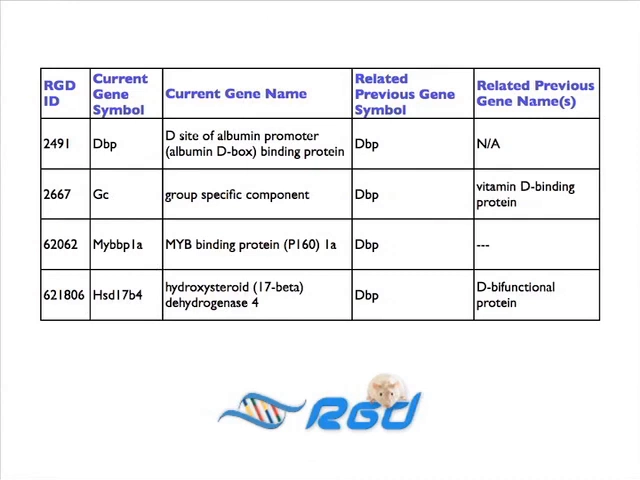 RGD ID
Current Gene Symbol
Current Gene Name
Related Previous Gene Symbol
Related Previous Gene Name(s)
2491
Dbp
D site of albumin promoter
(albumin D-box) binding protein
Dbp
N/A
2667
Gc
group specific component
Dbp
vitamin D-binding
protein
62062
Mybbp1a
MYB binding protein (P160) 1a
Dbp
---
621806
Hsd17b4
hydroxysteroid (17-beta)
dehydrogenase 4
Dbp
D-bifunctional
protein
RGD